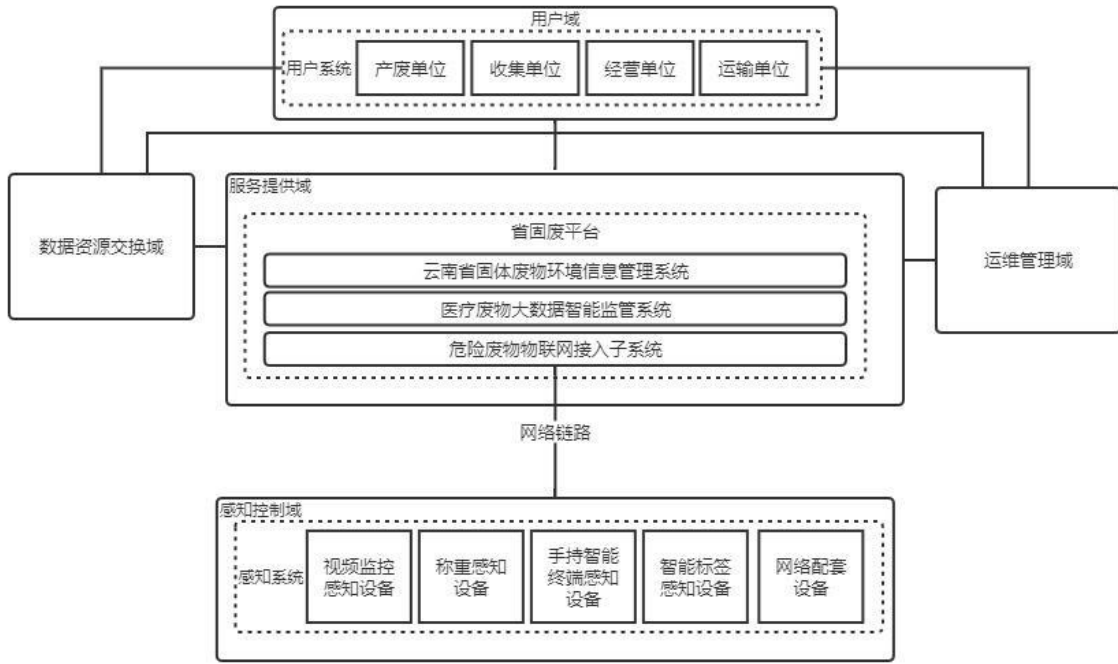 用户域
用户系统
产废单位
收集单位
经营单位
运输单位
服务提供域
数据资源交换域
省固废平台
云南省固体废物环境信息管理系统
医疗废物大数据智能监管系统
危险废物物联网接入子系统
运维管理域
网络链路
感知控制域
感知系统
视频监控
感知设备
称重感知
设备
手持智能
终端感知
设备
智能标签
感知设备
网络配套
设备